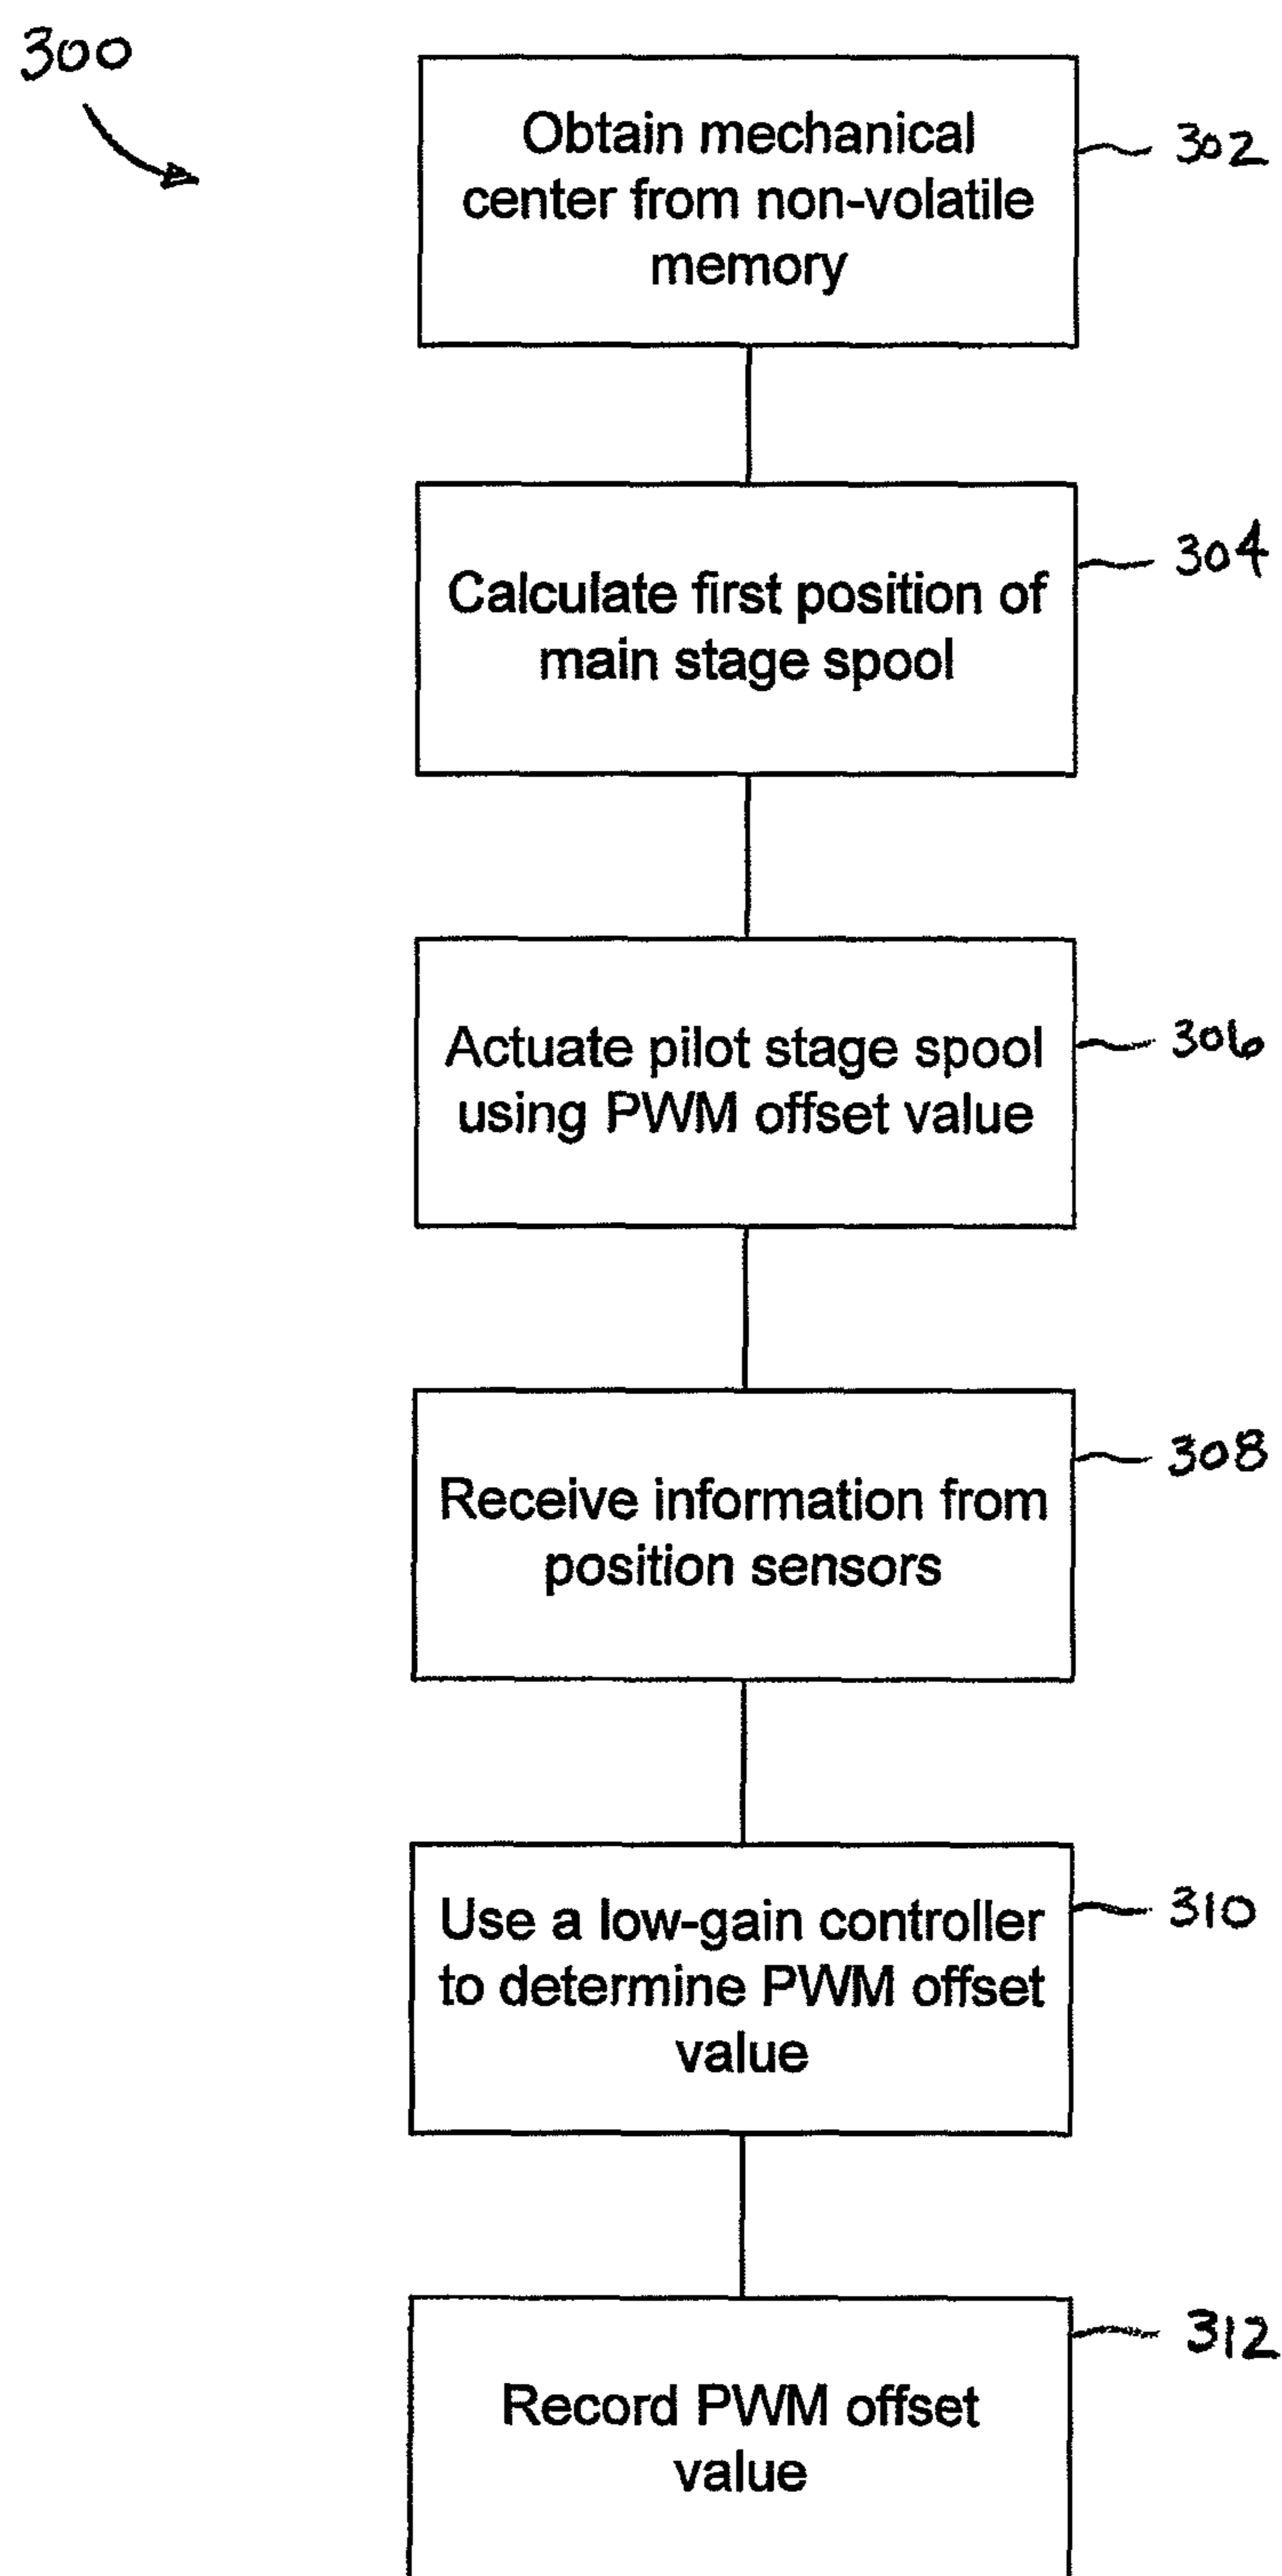 300
Obtain mechanical
center from non-volatile
memory
302
Calculate first position of
main stage spool
304
Actuate pilot stage spool
using PWM offset value
306
Receive information from
position sensors
308
Use a low-gain controller
to determine PWM offset
value
310
Record PWM offset
value
312